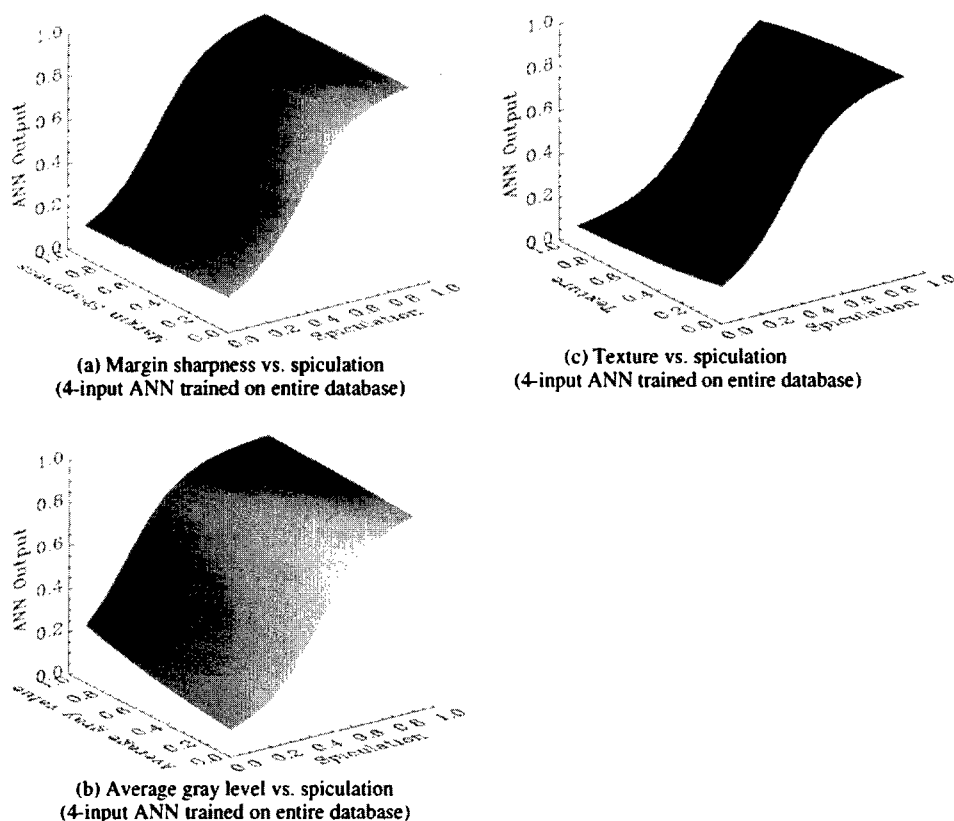 1.0
0.8
0.6
0.4
0.2
0.0
ANN Output
1.0
0.8
0.6
0.4
0.2
0.0
Margin sharpness
0.0 0.2 0.4 0.6 0.8 1.0
Spiculation
(a) Margin sharpness vs. spiculation
(4-input ANN trained on entire database)
1.0
0.8
0.6
0.4
0.2
0.0
ANN Output
1.0
0.8
0.6
0.4
0.2
0.0
Texture
0.0 0.2 0.4 0.6 0.8 1.0
Spiculation
(c) Texture vs. spiculation
(4-input ANN trained on entire database)
1.0
0.8
0.6
0.4
0.2
0.0
ANN Output
1.0
0.8
0.6
0.4
0.2
0.0
Average gray value
0.0 0.2 0.4 0.6 0.8 1.0
Spiculation
(b) Average gray level vs. spiculation
(4-input ANN trained on entire database)